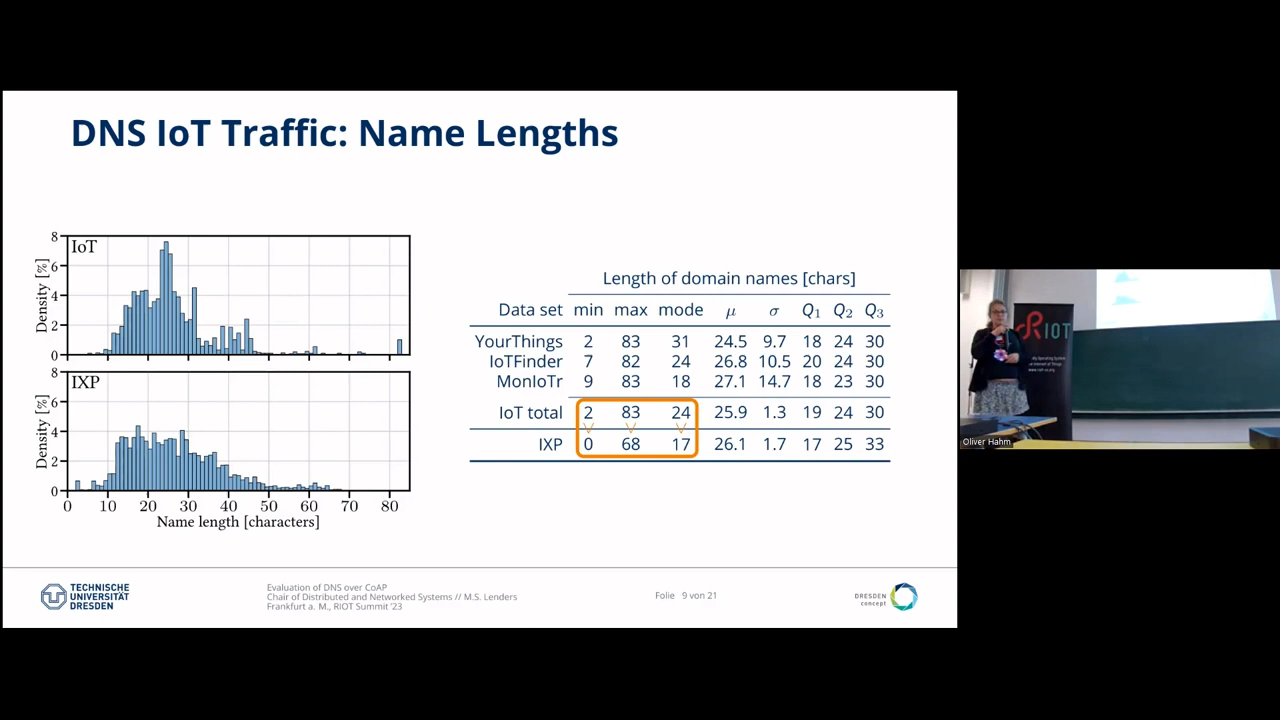 DNS IoT Traffic: Name Lengths
8
6
4
2
0
Density [%]
IoT
8
6
4
2
0
Density [%]
IXP
0 10 20 30 40 50 60 70 80
Name length [characters]
Length of domain names [chars]
Data set min max mode μ σ Q1 Q2 Q3
YourThings 2 83 31 24.5 9.7 18 24 30
IoTFinder 7 82 24 26.8 10.5 20 24 30
MonIoTr 9 83 18 27.1 14.7 18 23 30
IoT total 2 83 24 25.9 1.3 19 24 30
IXP 0 68 17 26.1 1.7 17 25 33
TECHNISCHE
UNIVERSITÄT
DRESDEN
Evaluation of DNS over CoAP
Chair of Distributed and Networked Systems // M.S. Lenders
Frankfurt a. M., RIOT Summit '23
Folie 9 von 21
DRESDEN
concept
RIOT
Oliver Hahm